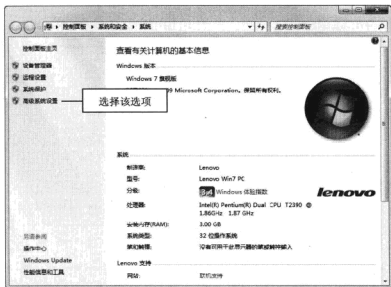 控制面板 ▸ 系统和安全 ▸ 系统
搜索控制面板
控制面板主页
设备管理器
远程设置
系统保护
高级系统设置
选择该选项
查看有关计算机的基本信息
Windows 版本
Windows 7 旗舰版
09 Microsoft Corporation。保留所有权利。
系统
制造商: Lenovo
型号: Lenovo Win7 PC
分级: 3.4 Windows 体验指数
lenovo
处理器: Intel(R) Pentium(R) Dual CPU T2390 @
1.86GHz 1.87 GHz
安装内存(RAM): 3.00 GB
系统类型: 32 位操作系统
笔和触摸: 没有可用于此显示器的笔或触控输入
Lenovo 支持
网站: 联机支持
另请参阅
操作中心
Windows Update
性能信息和工具